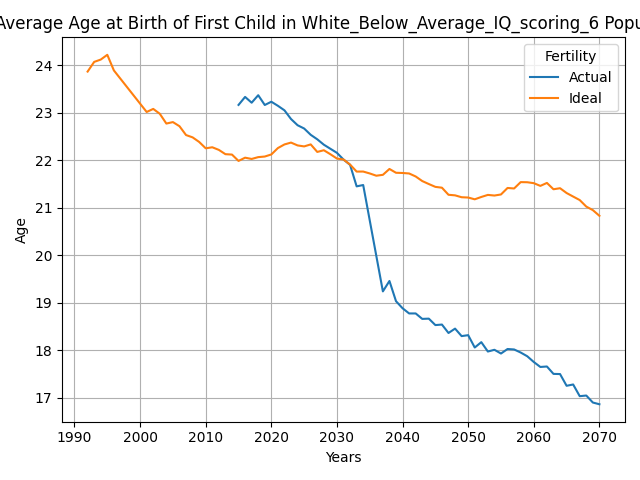 Average Age at Birth of First Child in White_Below_Average_IQ_scoring_6 Popu
Fertility
Actual
Ideal
Age
24
23
22
21
20
19
18
17
1990 2000 2010 2020 2030 2040 2050 2060 2070
Years